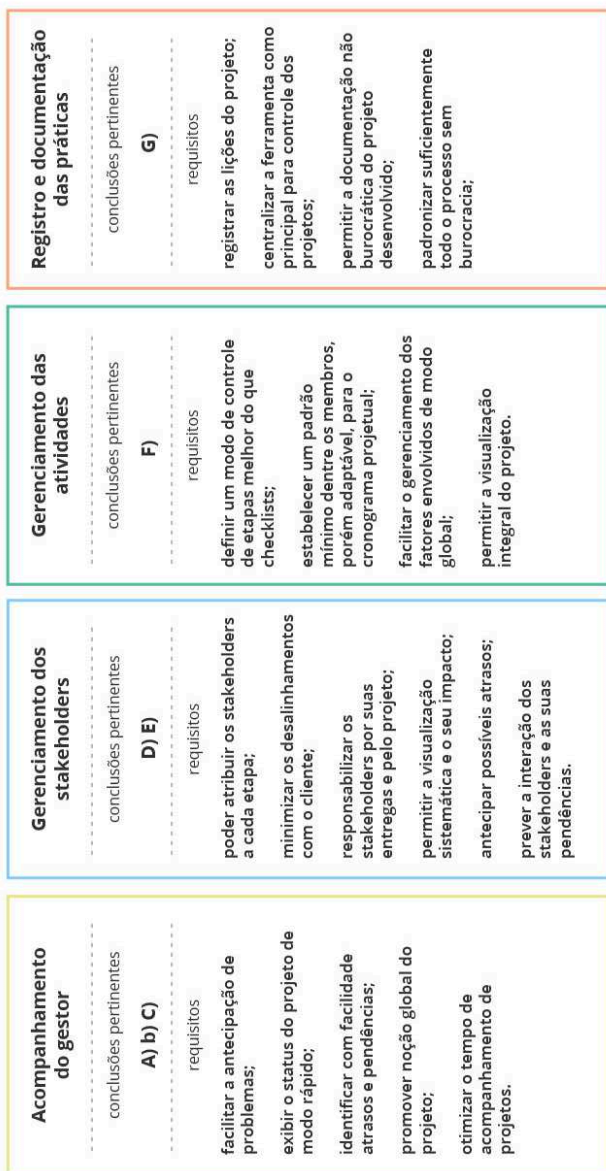 Acompanhamento
do gestor
conclusões pertinentes
A) b) C)
requisitos
facilitar a antecipação de
problemas;
exibir o status do projeto de
modo rápido;
identificar com facilidade
atrasos e pendências;
promover noção global do
projeto;
otimizar o tempo de
acompanhamento de
projetos.
Gerenciamento dos
stakeholders
conclusões pertinentes
D) E)
requisitos
poder atribuir os stakeholders
a cada etapa;
minimizar os desalinhamentos
com o cliente;
responsabilizar os
stakeholders por suas
entregas e pelo projeto;
permitir a visualização
sistemática e o seu impacto;
antecipar possíveis atrasos;
prever a interação dos
stakeholders e as suas
pendências.
Gerenciamento das
atividades
conclusões pertinentes
F)
requisitos
definir um modo de controle
de etapas melhor do que
checklists;
estabelecer um padrão
mínimo dentre os membros,
porém adaptável, para o
cronograma projetual;
facilitar o gerenciamento dos
fatores envolvidos de modo
global;
permitir a visualização
integral do projeto.
Registro e documentação
das práticas
conclusões pertinentes
G)
requisitos
registrar as lições do projeto;
centralizar a ferramenta como
principal para controle dos
projetos;
permitir a documentação não
burocrática do projeto
desenvolvido;
padronizar suficientemente
todo o processo sem
burocracia;